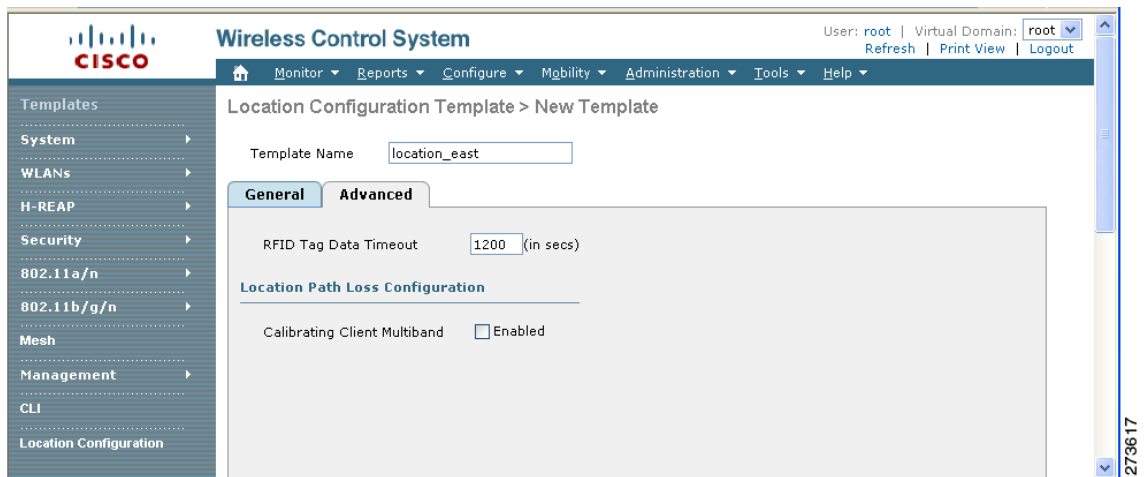 CISCO
Wireless Control System
User: root | Virtual Domain: root
Refresh | Print View | Logout
Monitor Reports Configure Mobility Administration Tools Help
Templates
System
WLANs
H-REAP
Security
802.11a/n
802.11b/g/n
Mesh
Management
CLI
Location Configuration
Location Configuration Template > New Template
Template Name location_east
General Advanced
RFID Tag Data Timeout 1200 (in secs)
Location Path Loss Configuration
Calibrating Client Multiband Enabled
273617